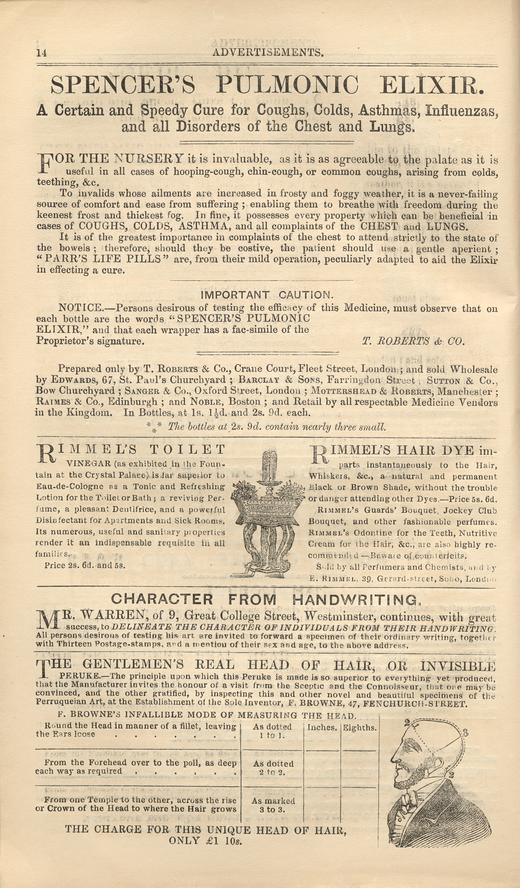 14
ADVERTISEMENTS.
SPENCER'S PULMONIC ELIXIR.
A Certain and Speedy Cure for Coughs, Colds, Asthmas, Influenzas,
and all Disorders of the Chest and Lungs.
FOR THE NURSERY it is invaluable, as it is as agreeable to the palate as it is
useful in all cases of hooping-cough, chin-cough, or common coughs, arising from colds,
teething, &c.
To invalids whose ailments are increased in frosty and foggy weather, it is a never-failing
source of comfort and ease from suffering; enabling them to breathe with freedom during the
keenest frost and thickest fog. In fine, it possesses every property which can be beneficial in
cases of COUGHS, COLDS, ASTHMA, and all complaints of the CHEST and LUNGS.
It is of the greatest importance in complaints of the chest to attend strictly to the state of
the bowels; therefore, should they be costive, the patient should use a gentle aperient;
"PARR'S LIFE PILLS" are, from their mild operation, peculiarly adapted to aid the Elixir
in effecting a cure.
IMPORTANT CAUTION.
NOTICE.—Persons desirous of testing the efficacy of this Medicine, must observe that on
each bottle are the words "SPENCER'S PULMONIC
ELIXIR," and that each wrapper has a fac-simile of the
Proprietor's signature. T. ROBERTS & CO.
Prepared only by T. ROBERTS & Co., Crane Court, Fleet Street, London; and sold Wholesale
by EDWARDS, 67, St. Paul's Churchyard; BARCLAY & SONS, Farringdon Street; SUTTON & Co.,
Bow Churchyard; SANGER & Co., Oxford Street, London; MOTTERSHEAD & ROBERTS, Manchester;
RAIMES & Co., Edinburgh; and NOBLE, Boston; and Retail by all respectable Medicine Vendors
in the Kingdom. In Bottles, at 1s. 1½d. and 2s. 9d. each.
*** The bottles at 2s. 9d. contain nearly three small.
RIMMEL'S TOILET
VINEGAR (as exhibited in the Foun-
tain at the Crystal Palace) is far superior to
Eau-de-Cologne as a Tonic and Refreshing
Lotion for the Toilet or Bath; a reviving Per-
fume, a pleasant Dentifrice, and a powerful
Disinfectant for Apartments and Sick Rooms.
Its numerous, useful and sanitary properties
render it an indispensable requisite in all
families.
Price 2s. 6d. and 5s.
RIMMEL'S HAIR DYE im-
parts instantaneously to the Hair,
Whiskers, &c., a natural and permanent
Black or Brown Shade, without the trouble
or danger attending other Dyes.—Price 5s. 6d.
RIMMEL'S Guards' Bouquet, Jockey Club
Bouquet, and other fashionable perfumes.
RIMMEL'S Odontine for the Teeth, Nutritive
Cream for the Hair, &c., are also highly re-
commended.—Beware of counterfeits.
Sold by all Perfumers and Chemists, and by
E. RIMMEL, 39, Gerard-street, Soho, London
CHARACTER FROM HANDWRITING.
MR. WARREN, of 9, Great College Street, Westminster, continues, with great
success, to DELINEATE THE CHARACTER OF INDIVIDUALS FROM THEIR HANDWRITING.
All persons desirous of testing his art are invited to forward a specimen of their ordinary writing, together
with Thirteen Postage-stamps, and a mention of their sex and age, to the above address.
THE GENTLEMEN'S REAL HEAD OF HAIR, OR INVISIBLE
PERUKE.—The principle upon which this Peruke is made is so superior to everything yet produced,
that the Manufacturer invites the honour of a visit from the Sceptic and the Connoisseur, that one may be
convinced, and the other gratified, by inspecting this and other novel and beautiful specimens of the
Perruqueian Art, at the Establishment of the Sole Inventor, F. BROWNE, 47, FENCHURCH-STREET.
F. BROWNE'S INFALLIBLE MODE OF MEASURING THE HEAD.
Round the Head in manner of a fillet, leaving
the Ears loose . . . . . .
As dotted
1 to 1.
Inches. Eighths.
From the Forehead over to the poll, as deep
each way as required . . . . . .
As dotted
2 to 2.
From one Temple to the other, across the rise
or Crown of the Head to where the Hair grows
As marked
3 to 3.
2
3
1
2
THE CHARGE FOR THIS UNIQUE HEAD OF HAIR,
ONLY £1 10s.